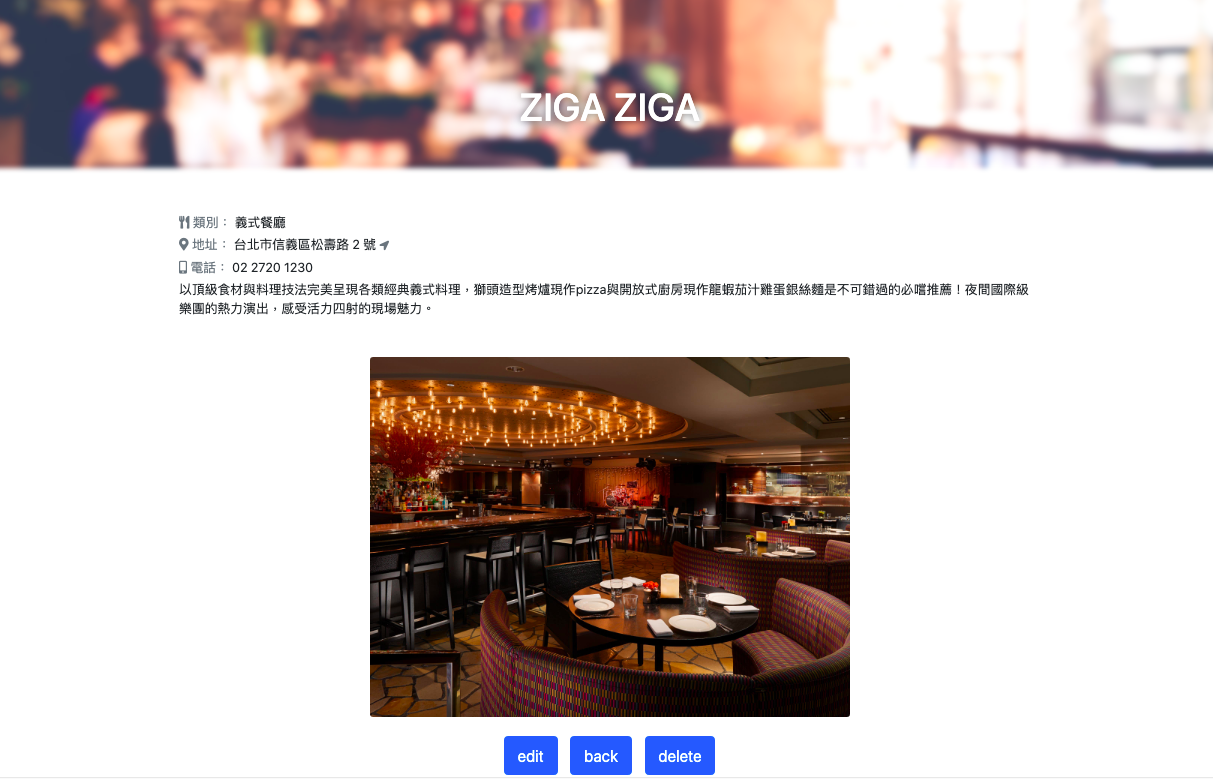 ZIGA ZIGA
類別： 義式餐廳
地址： 台北市信義區松壽路 2 號
電話： 02 2720 1230
以頂級食材與料理技法完美呈現各類經典義式料理，獅頭造型烤爐現作pizza與開放式廚房現作龍蝦茄汁雞蛋銀絲麵是不可錯過的必嚐推薦！夜間國際級
樂團的熱力演出，感受活力四射的現場魅力。
edit back delete